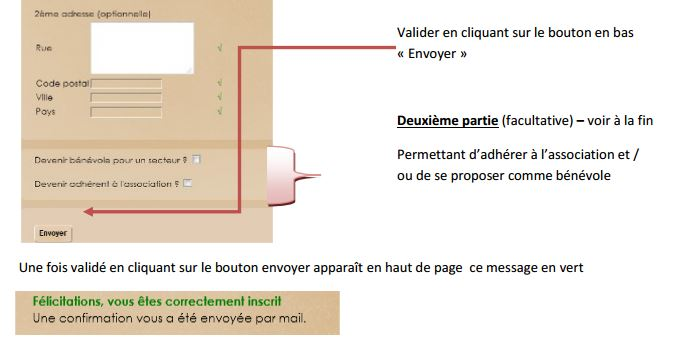 2ème adresse (optionnelle)
Rue
Code postal
Ville
Pays
Devenir bénévole pour un secteur ?
Devenir adhérent à l'association ?
Envoyer
Valider en cliquant sur le bouton en bas
« Envoyer »
Deuxième partie (facultative) – voir à la fin
Permettant d'adhérer à l'association et /
ou de se proposer comme bénévole
Une fois validé en cliquant sur le bouton envoyer apparaît en haut de page ce message en vert
Félicitations, vous êtes correctement inscrit
Une confirmation vous a été envoyée par mail.